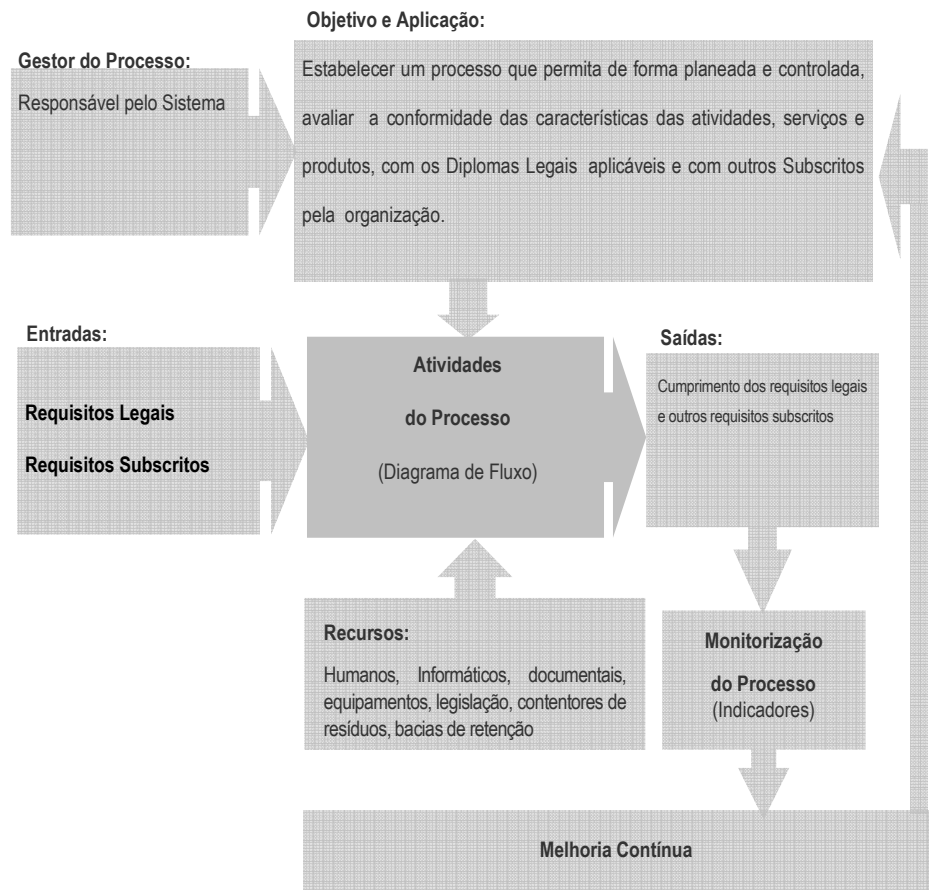 Objetivo e Aplicação:
Gestor do Processo:
Responsável pelo Sistema
Estabelecer um processo que permita de forma planeada e controlada,
avaliar a conformidade das características das atividades, serviços e
produtos, com os Diplomas Legais aplicáveis e com outros Subscritos
pela organização.
Entradas:
Requisitos Legais
Requisitos Subscritos
Atividades
do Processo
(Diagrama de Fluxo)
Saídas:
Cumprimento dos requisitos legais
e outros requisitos subscritos
Recursos:
Humanos, Informáticos, documentais,
equipamentos, legislação, contentores de
resíduos, bacias de retenção
Monitorização
do Processo
(Indicadores)
Melhoria Contínua